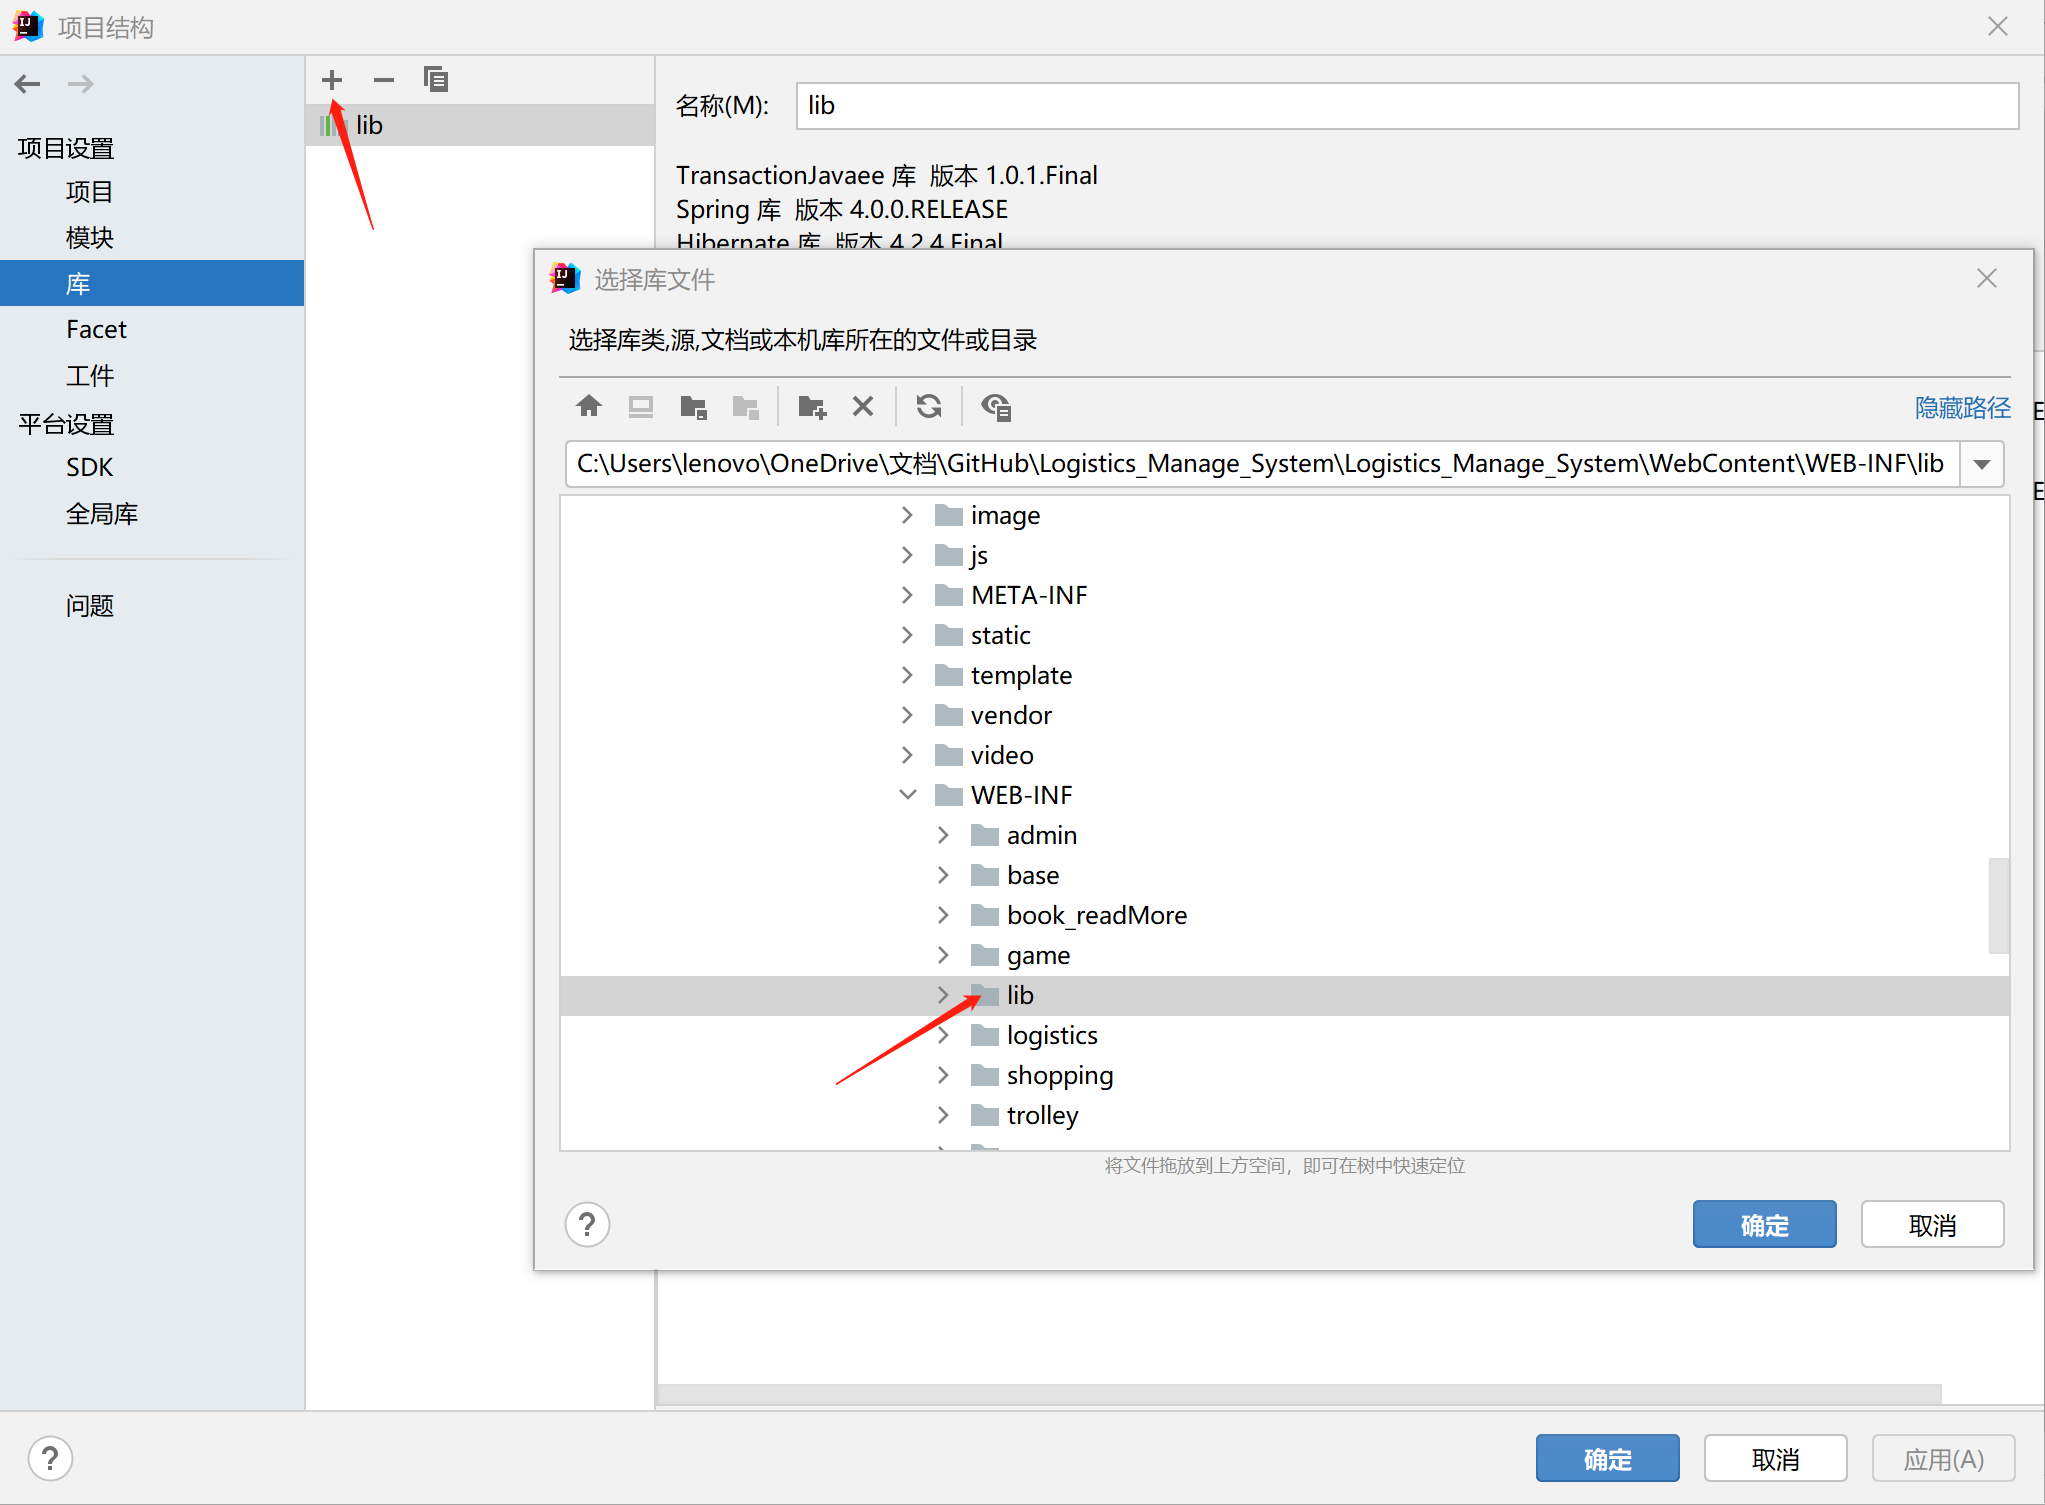 项目结构
项目设置
项目
模块
库
Facet
工件
平台设置
SDK
全局库
问题
lib
名称(M):
lib
TransactionJavaee 库 版本 1.0.1.Final
Spring 库 版本 4.0.0.RELEASE
Hibernate 库 版本 4.2.4.Final
选择库文件
选择库类,源,文档或本机库所在的文件或目录
隐藏路径
C:\Users\lenovo\OneDrive\文档\GitHub\Logistics_Manage_System\Logistics_Manage_System\WebContent\WEB-INF\lib
image
js
META-INF
static
template
vendor
video
WEB-INF
admin
base
book_readMore
game
lib
logistics
shopping
trolley
将文件拖放到上方空间，即可在树中快速定位
?
确定
取消
?
确定
取消
应用(A)